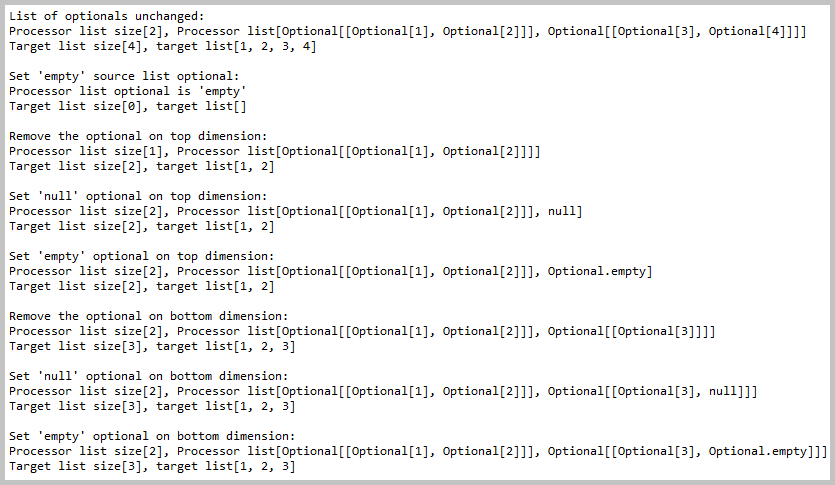 List of optionals unchanged:
Processor list size[2], Processor list[Optional[[Optional[1], Optional[2]]], Optional[[Optional[3], Optional[4]]]]
Target list size[4], target list[1, 2, 3, 4]
Set 'empty' source list optional:
Processor list optional is 'empty'
Target list size[0], target list[]
Remove the optional on top dimension:
Processor list size[1], Processor list[Optional[[Optional[1], Optional[2]]]]
Target list size[2], target list[1, 2]
Set 'null' optional on top dimension:
Processor list size[2], Processor list[Optional[[Optional[1], Optional[2]]], null]
Target list size[2], target list[1, 2]
Set 'empty' optional on top dimension:
Processor list size[2], Processor list[Optional[[Optional[1], Optional[2]]], Optional.empty]
Target list size[2], target list[1, 2]
Remove the optional on bottom dimension:
Processor list size[2], Processor list[Optional[[Optional[1], Optional[2]]], Optional[[Optional[3]]]]
Target list size[3], target list[1, 2, 3]
Set 'null' optional on bottom dimension:
Processor list size[2], Processor list[Optional[[Optional[1], Optional[2]]], Optional[[Optional[3], null]]]
Target list size[3], target list[1, 2, 3]
Set 'empty' optional on bottom dimension:
Processor list size[2], Processor list[Optional[[Optional[1], Optional[2]]], Optional[[Optional[3], Optional.empty]]]
Target list size[3], target list[1, 2, 3]